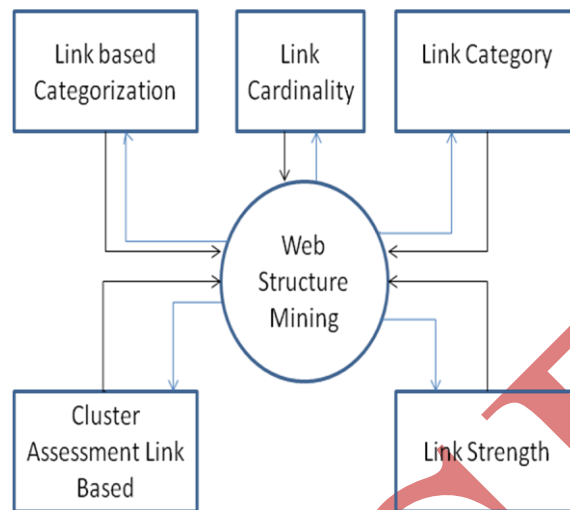 Link based
Categorization
Link
Cardinality
Link Category
Web
Structure
Mining
Cluster
Assessment Link
Based
Link Strength